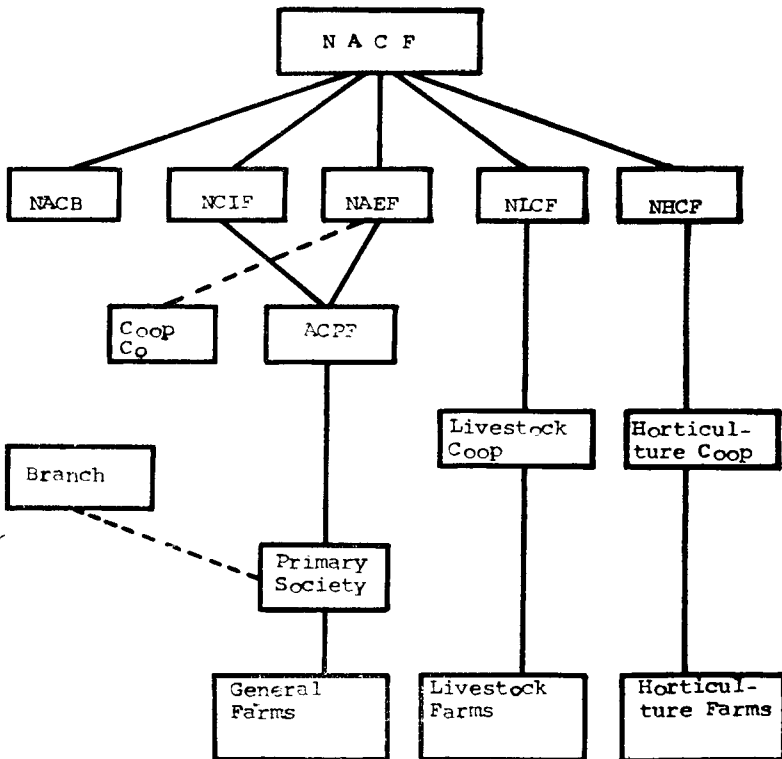 N A C F
NACB
NCIF
NAEF
NLCF
NHCF
Coop
Co
ACPF
Livestock
Coop
Horticul-
ture Coop
Branch
Primary
Society
General
Farms
Livestock
Farms
Horticul-
ture Farms